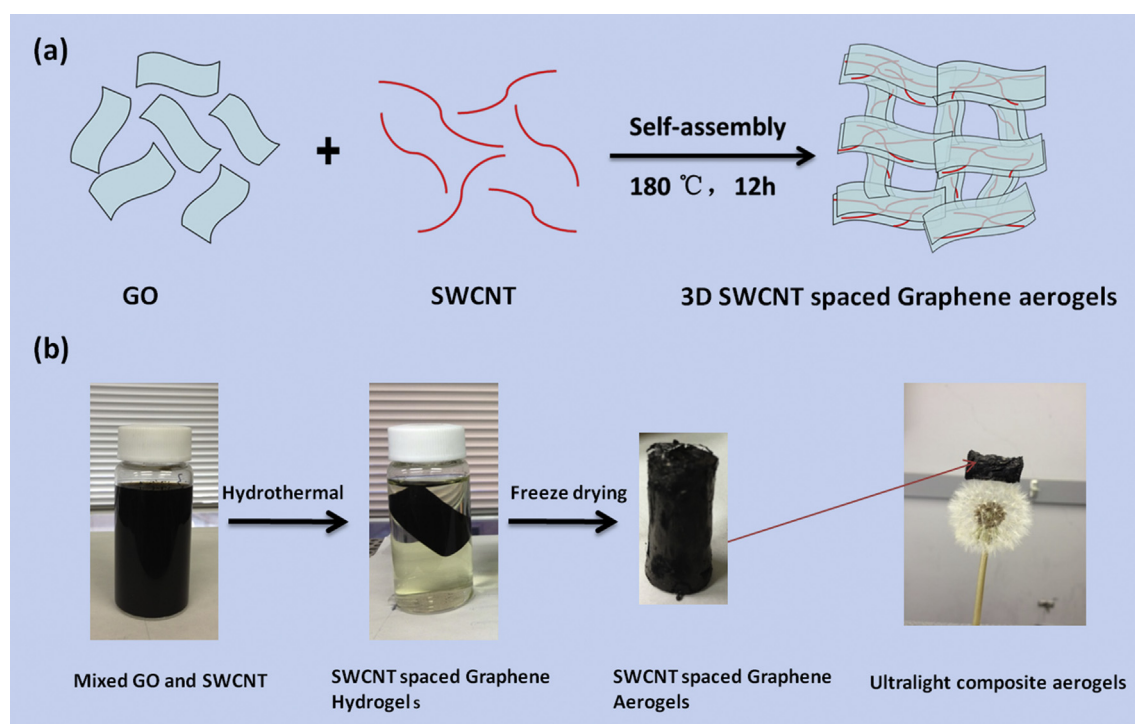 (a)
Self-assembly
+
180 ℃， 12h
GO
SWCNT
3D SWCNT spaced Graphene aerogels
(b)
Hydrothermal
Freeze drying
Mixed GO and SWCNT
SWCNT spaced Graphene
Hydrogels
SWCNT spaced Graphene
Aerogels
Ultralight composite aerogels